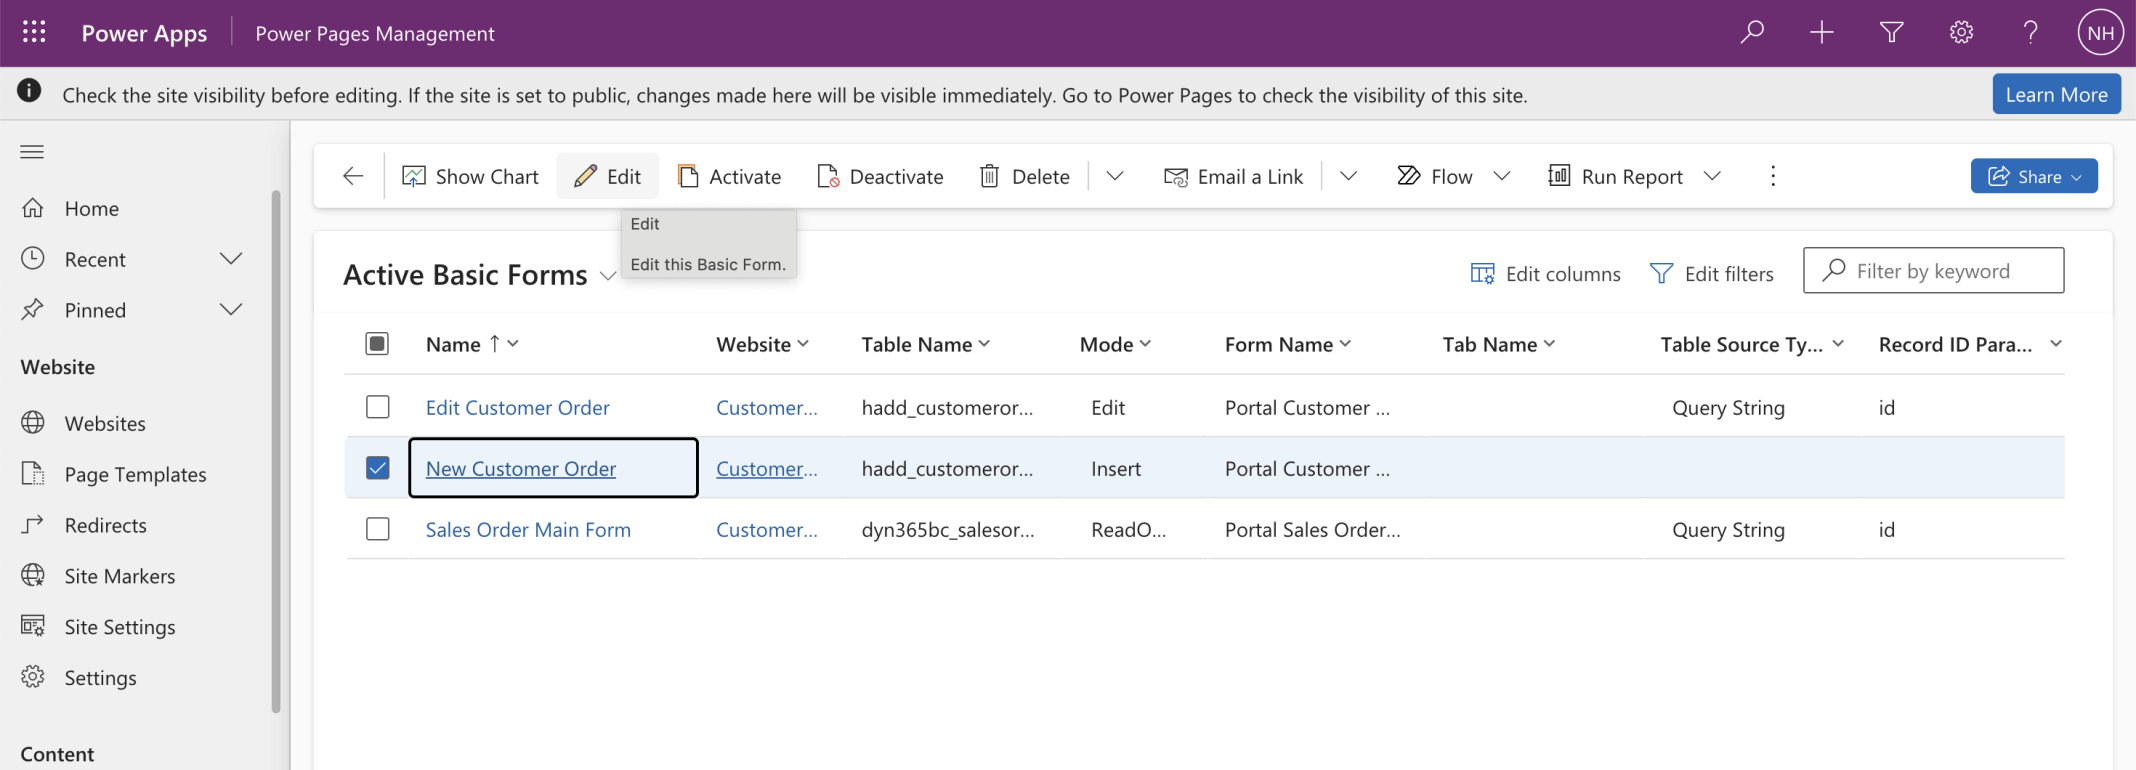 Power Apps
Power Pages Management
NH
Check the site visibility before editing. If the site is set to public, changes made here will be visible immediately. Go to Power Pages to check the visibility of this site.
Learn More
Home
Recent
Pinned
Website
Websites
Page Templates
Redirects
Site Markers
Site Settings
Settings
Content
Show Chart
Edit
Activate
Deactivate
Delete
Email a Link
Flow
Run Report
Share
Edit
Edit this Basic Form.
Active Basic Forms
Edit columns
Edit filters
Filter by keyword
Name ↑ Website Table Name Mode Form Name Tab Name Table Source Ty... Record ID Para...
Edit Customer Order Customer... hadd_customeror... Edit Portal Customer ... Query String id
New Customer Order Customer... hadd_customeror... Insert Portal Customer ...
Sales Order Main Form Customer... dyn365bc_salesor... ReadO... Portal Sales Order... Query String id